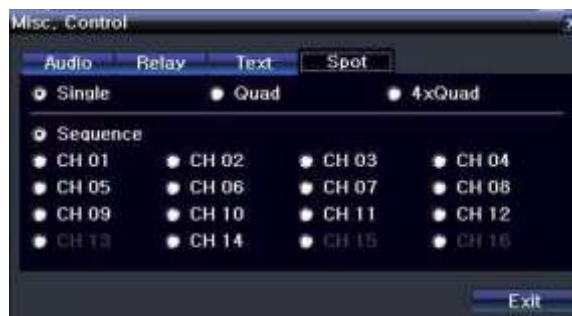 Misc. Control
Audio Relay Text Spot
Single Quad 4xQuad
Sequence
CH 01 CH 02 CH 03 CH 04
CH 05 CH 06 CH 07 CH 08
CH 09 CH 10 CH 11 CH 12
CH 13 CH 14 CH 15 CH 16
Exit